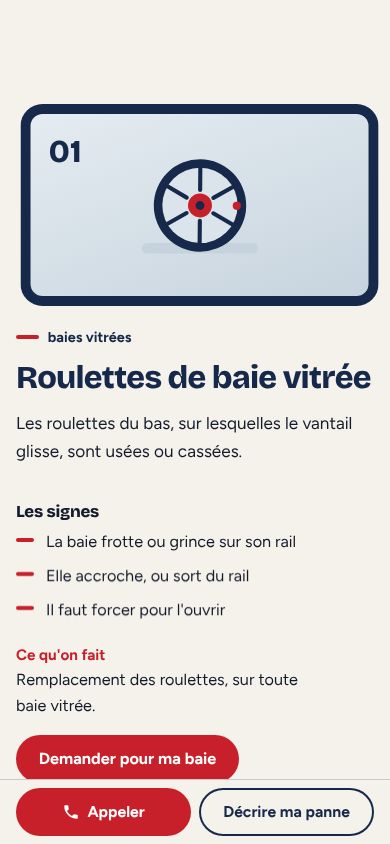 01
baies vitrées
Roulettes de baie vitrée
Les roulettes du bas, sur lesquelles le vantail
glisse, sont usées ou cassées.
Les signes
La baie frotte ou grince sur son rail
Elle accroche, ou sort du rail
Il faut forcer pour l'ouvrir
Ce qu'on fait
Remplacement des roulettes, sur toute
baie vitrée.
Demander pour ma baie
Appeler
Décrire ma panne